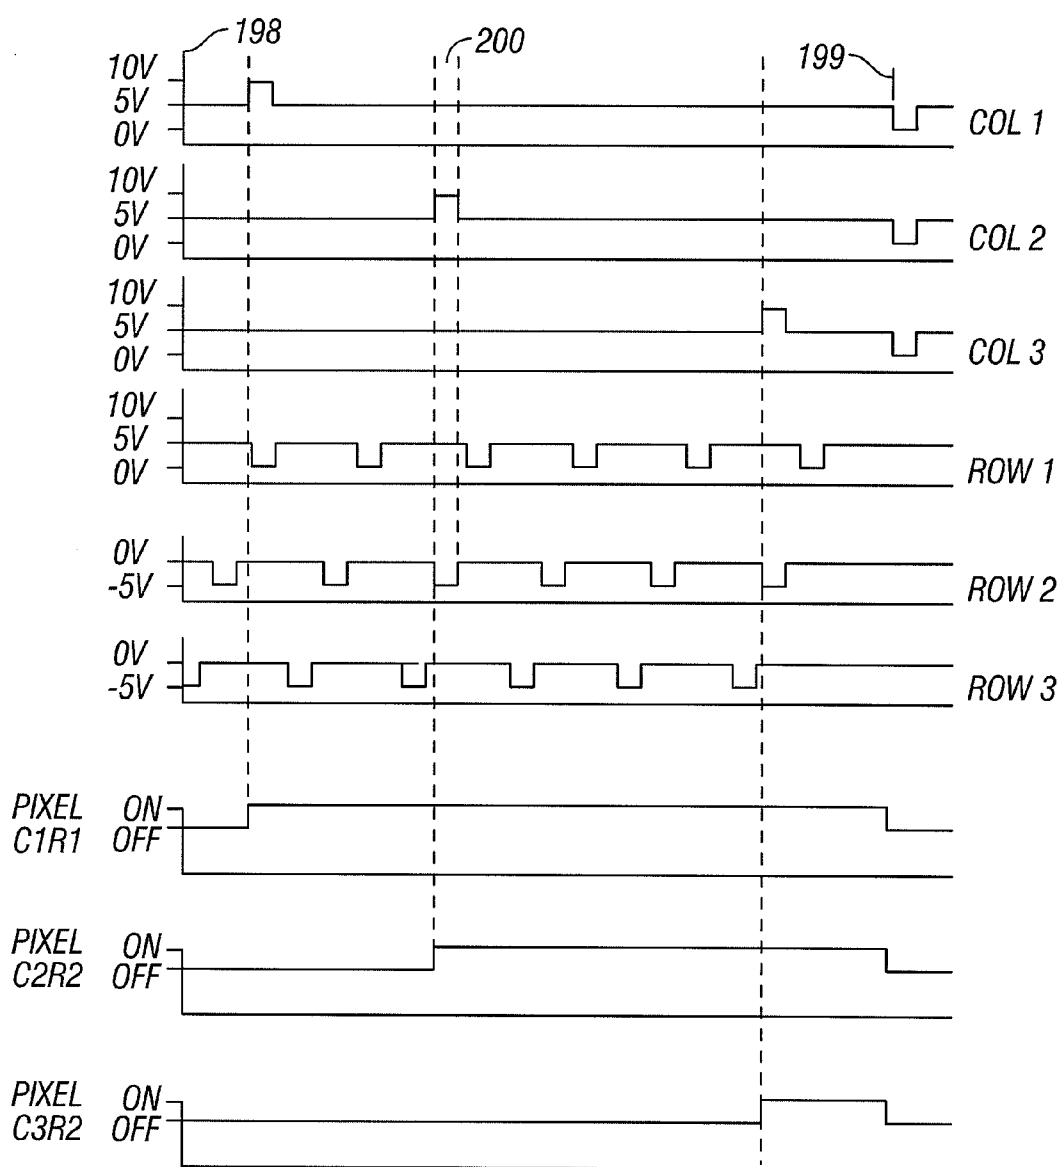 198
200
199
10V
5V
0V
COL 1
10V
5V
0V
COL 2
10V
5V
0V
COL 3
10V
5V
0V
ROW 1
0V
-5V
ROW 2
0V
-5V
ROW 3
PIXEL ON
C1R1 OFF
PIXEL ON
C2R2 OFF
PIXEL ON
C3R2 OFF